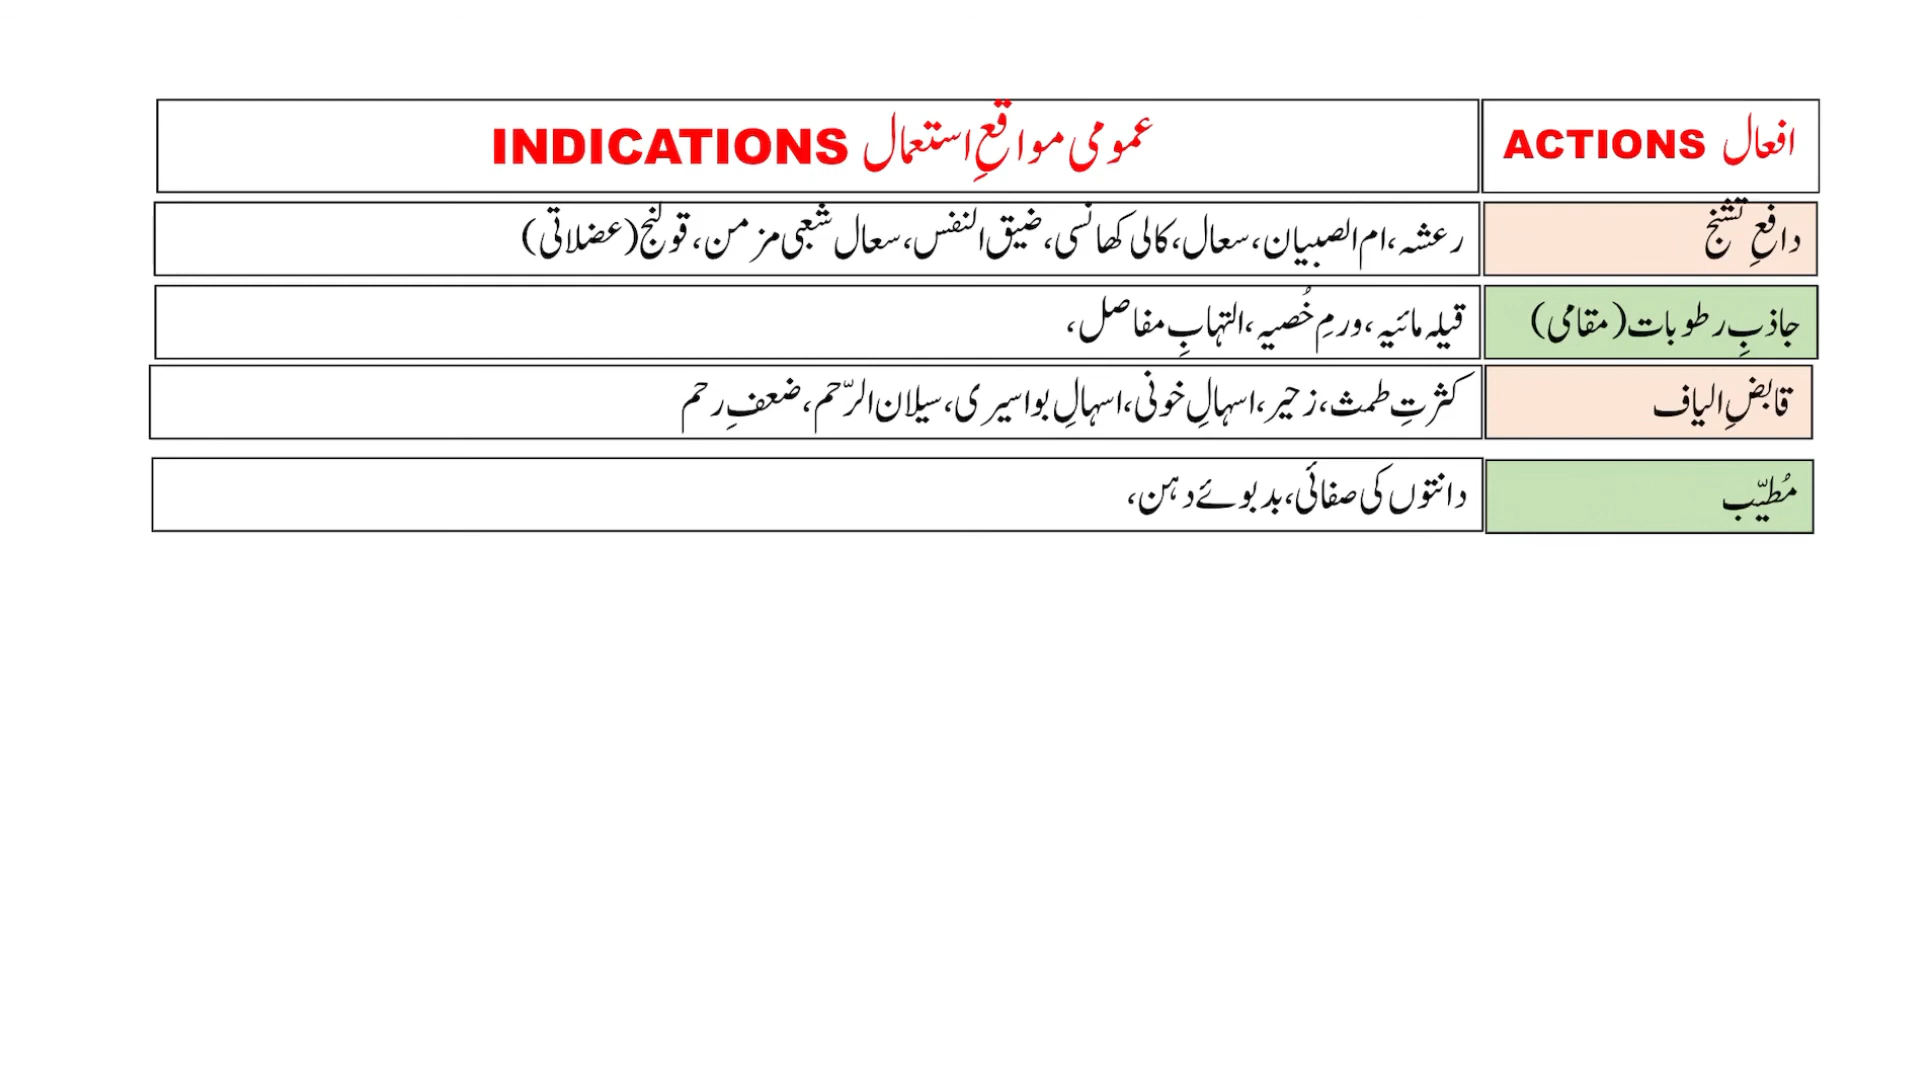 افعال ACTIONS عمومی مواقعِ استعمال INDICATIONS
دافعِ تشنج رعشہ، ام الصبیان، سعال، کالی کھانسی، ضیق النفس، سعال شعبی مزمن، قولنج (عضلاتی)
جاذبِ رطوبات (مقامی) قیلہ مائیہ، ورمِ خُصیہ، التہابِ مفاصل،
قابضِ الیاف کثرتِ طمث، زحیر، اسہالِ خونی، اسہالِ بواسیری، سیلان الرّحم، ضعفِ رحم
مُطیّب دانتوں کی صفائی، بدبوئے دہن،